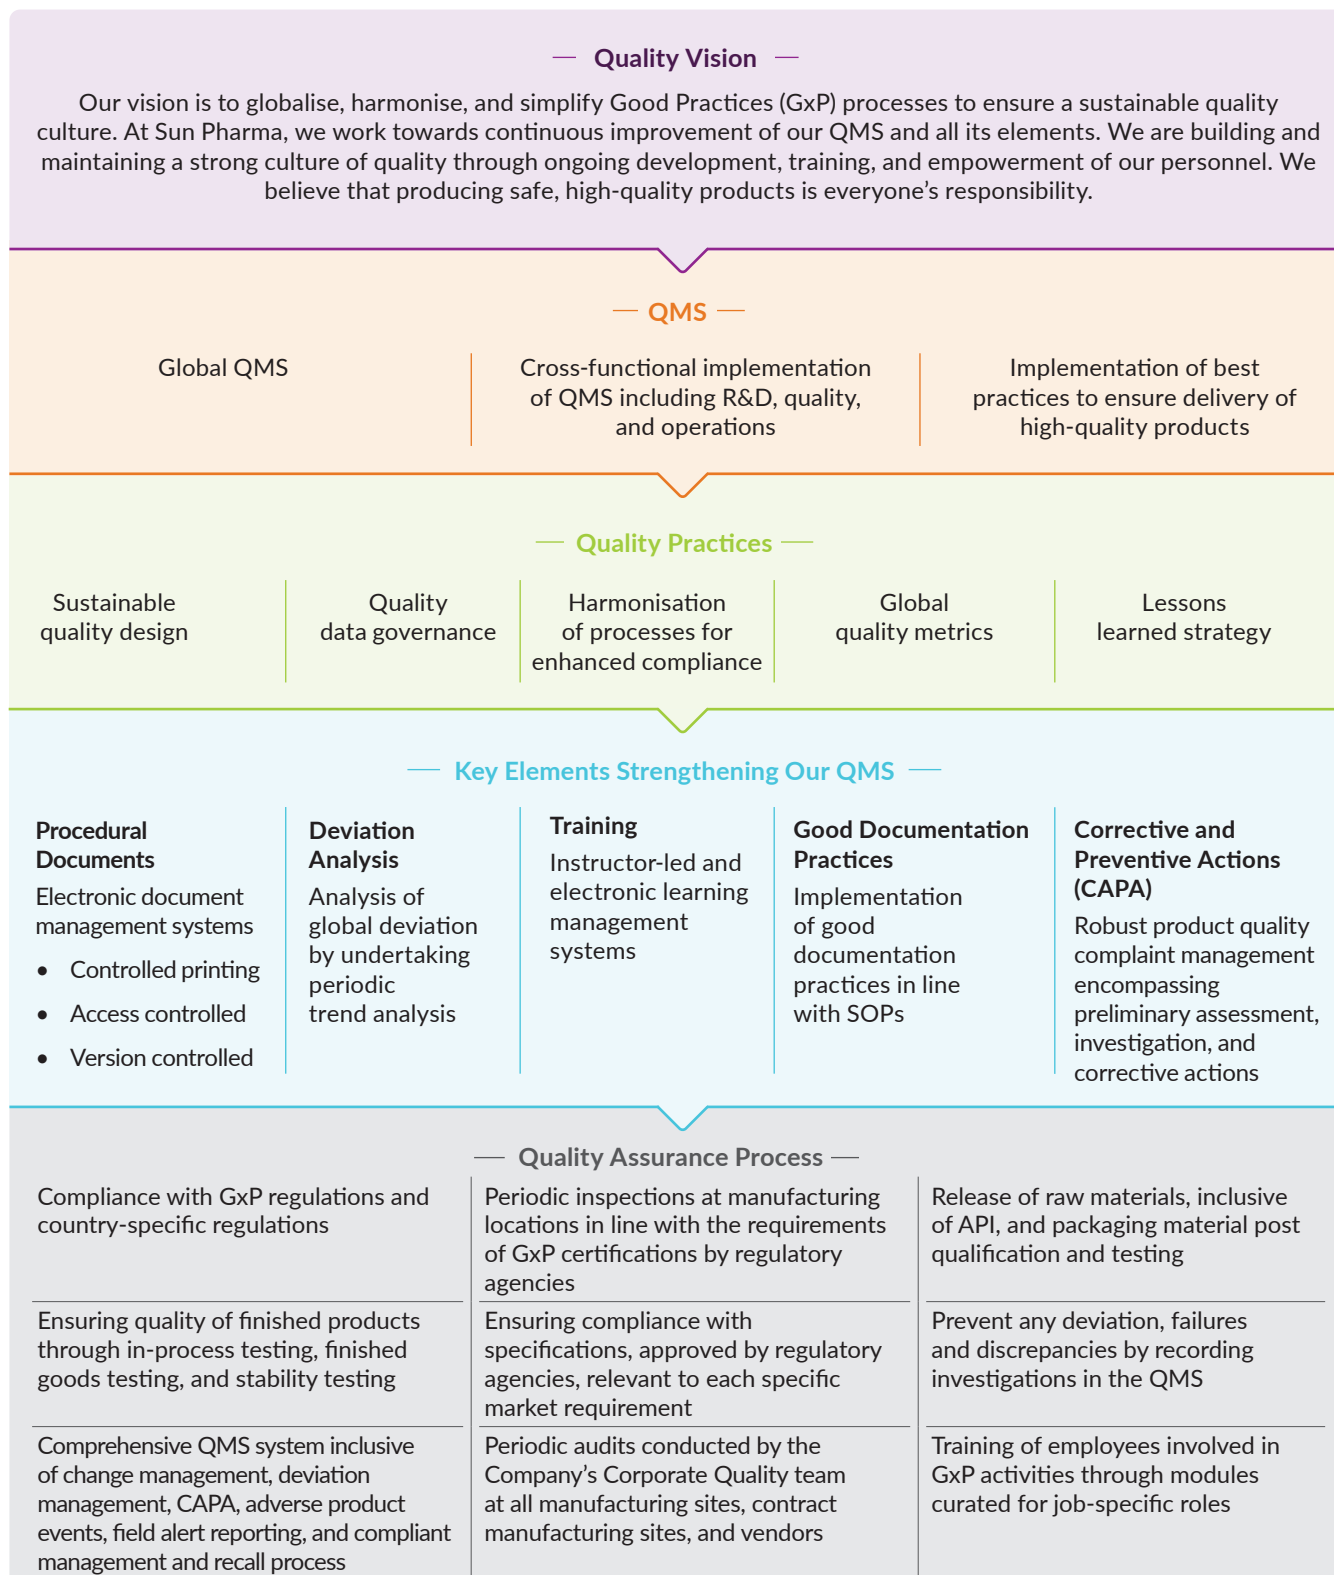 Quality Vision
Our vision is to globalise, harmonise, and simplify Good Practices (GxP) processes to ensure a sustainable quality
culture. At Sun Pharma, we work towards continuous improvement of our QMS and all its elements. We are building and
maintaining a strong culture of quality through ongoing development, training, and empowerment of our personnel. We
believe that producing safe, high-quality products is everyone’s responsibility.
QMS
Global QMS
Cross-functional implementation
of QMS including R&D, quality,
and operations
Implementation of best
practices to ensure delivery of
high-quality products
Quality Practices
Sustainable
quality design
Quality
data governance
Harmonisation
of processes for
enhanced compliance
Global
quality metrics
Lessons
learned strategy
Key Elements Strengthening Our QMS
Procedural
Documents
Electronic document
management systems
• Controlled printing
• Access controlled
• Version controlled
Deviation
Analysis
Analysis of
global deviation
by undertaking
periodic
trend analysis
Training
Instructor-led and
electronic learning
management
systems
Good Documentation
Practices
Implementation
of good
documentation
practices in line
with SOPs
Corrective and
Preventive Actions
(CAPA)
Robust product quality
complaint management
encompassing
preliminary assessment,
investigation, and
corrective actions
Quality Assurance Process
Compliance with GxP regulations and
country-specific regulations
Periodic inspections at manufacturing
locations in line with the requirements
of GxP certifications by regulatory
agencies
Release of raw materials, inclusive
of API, and packaging material post
qualification and testing
Ensuring quality of finished products
through in-process testing, finished
goods testing, and stability testing
Ensuring compliance with
specifications, approved by regulatory
agencies, relevant to each specific
market requirement
Prevent any deviation, failures
and discrepancies by recording
investigations in the QMS
Comprehensive QMS system inclusive
of change management, deviation
management, CAPA, adverse product
events, field alert reporting, and compliant
management and recall process
Periodic audits conducted by the
Company’s Corporate Quality team
at all manufacturing sites, contract
manufacturing sites, and vendors
Training of employees involved in
GxP activities through modules
curated for job-specific roles